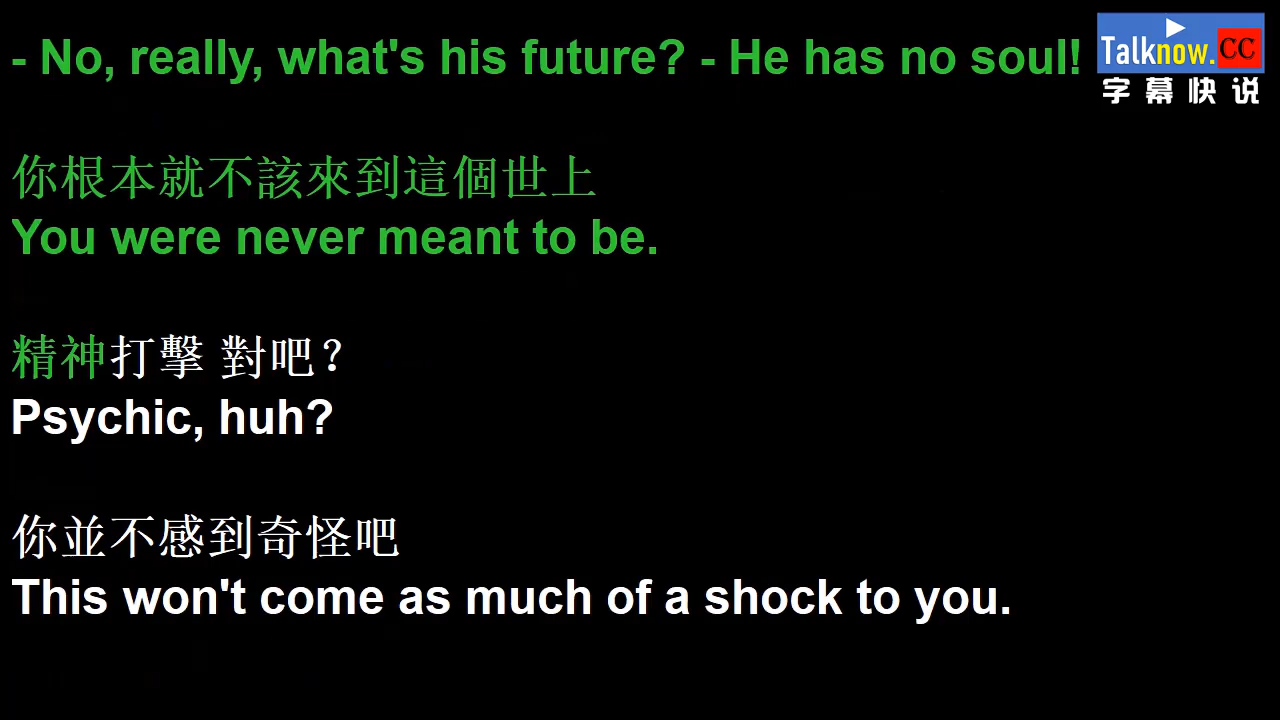 - No, really, what's his future? - He has no soul!
Talknow.CC
字幕快说
你根本就不該來到這個世上
You were never meant to be.
精神打擊 對吧？
Psychic, huh?
你並不感到奇怪吧
This won't come as much of a shock to you.